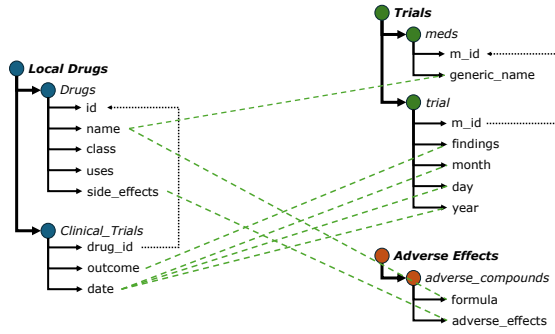 Local Drugs
Drugs
id
name
class
uses
side_effects
Clinical_Trials
drug_id
outcome
date
Trials
meds
m_id
generic_name
trial
m_id
findings
month
day
year
Adverse Effects
adverse_compounds
formula
adverse_effects